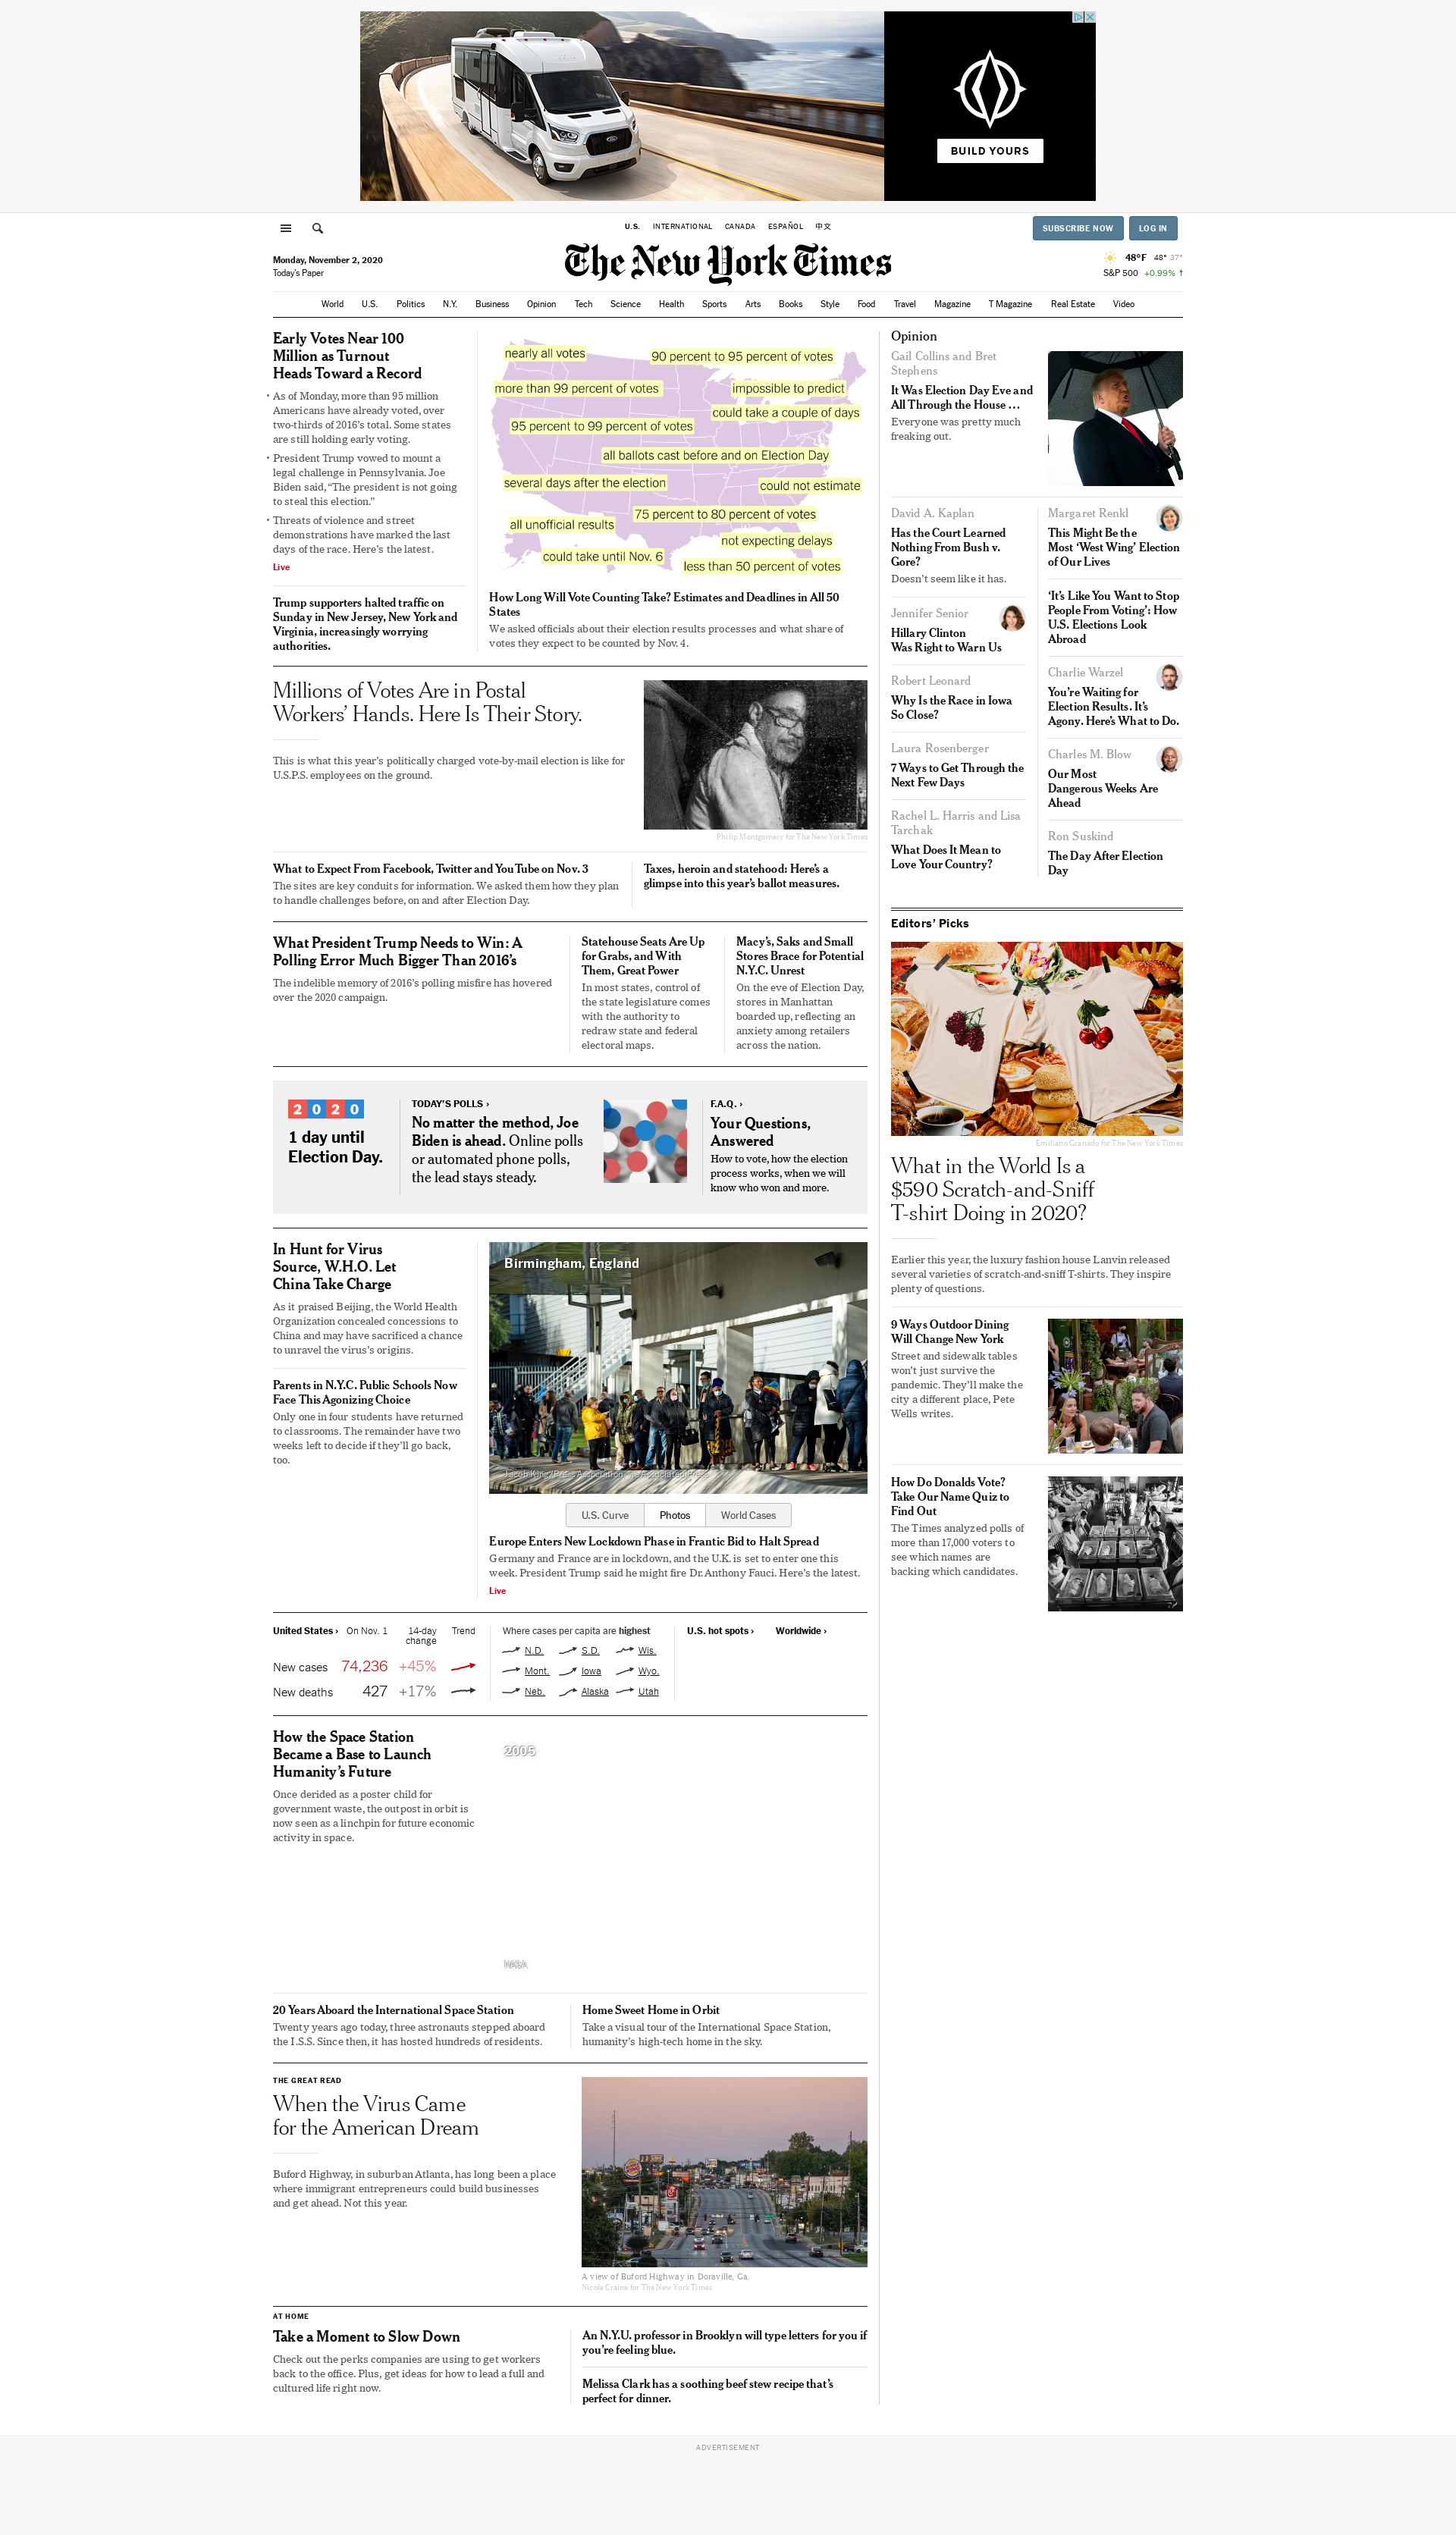 BUILD YOURS
U.S. INTERNATIONAL CANADA ESPAÑOL 中文
SUBSCRIBE NOW LOG IN
Monday, November 2, 2020
Today's Paper
The New York Times
48°F 48° 37°
S&P 500 +0.99% ↑
World U.S. Politics N.Y. Business Opinion Tech Science Health Sports Arts Books Style Food Travel Magazine T Magazine Real Estate Video
Early Votes Near 100
Million as Turnout
Heads Toward a Record
• As of Monday, more than 95 million
Americans have already voted, over
two-thirds of 2016’s total. Some states
are still holding early voting.
• President Trump vowed to mount a
legal challenge in Pennsylvania. Joe
Biden said, “The president is not going
to steal this election.”
• Threats of violence and street
demonstrations have marked the last
days of the race. Here’s the latest.
Live
Trump supporters halted traffic on
Sunday in New Jersey, New York and
Virginia, increasingly worrying
authorities.
nearly all votes
90 percent to 95 percent of votes
more than 99 percent of votes
impossible to predict
could take a couple of days
95 percent to 99 percent of votes
all ballots cast before and on Election Day
several days after the election
could not estimate
75 percent to 80 percent of votes
all unofficial results
not expecting delays
could take until Nov. 6
less than 50 percent of votes
How Long Will Vote Counting Take? Estimates and Deadlines in All 50
States
We asked officials about their election results processes and what share of
votes they expect to be counted by Nov. 4.
Millions of Votes Are in Postal
Workers’ Hands. Here Is Their Story.
This is what this year’s politically charged vote-by-mail election is like for
U.S.P.S. employees on the ground.
Philip Montgomery for The New York Times
What to Expect From Facebook, Twitter and YouTube on Nov. 3
The sites are key conduits for information. We asked them how they plan
to handle challenges before, on and after Election Day.
Taxes, heroin and statehood: Here’s a
glimpse into this year’s ballot measures.
What President Trump Needs to Win: A
Polling Error Much Bigger Than 2016’s
The indelible memory of 2016’s polling misfire has hovered
over the 2020 campaign.
Statehouse Seats Are Up
for Grabs, and With
Them, Great Power
In most states, control of
the state legislature comes
with the authority to
redraw state and federal
electoral maps.
Macy’s, Saks and Small
Stores Brace for Potential
N.Y.C. Unrest
On the eve of Election Day,
stores in Manhattan
boarded up, reflecting an
anxiety among retailers
across the nation.
2020
1 day until
Election Day.
TODAY’S POLLS ›
No matter the method, Joe
Biden is ahead. Online polls
or automated phone polls,
the lead stays steady.
F.A.Q. ›
Your Questions,
Answered
How to vote, how the election
process works, when we will
know who won and more.
In Hunt for Virus
Source, W.H.O. Let
China Take Charge
As it praised Beijing, the World Health
Organization concealed concessions to
China and may have sacrificed a chance
to unravel the virus’s origins.
Parents in N.Y.C. Public Schools Now
Face This Agonizing Choice
Only one in four students have returned
to classrooms. The remainder have two
weeks left to decide if they’ll go back,
too.
Birmingham, England
Jacob King/Press Association, via Associated Press
U.S. Curve Photos World Cases
Europe Enters New Lockdown Phase in Frantic Bid to Halt Spread
Germany and France are in lockdown, and the U.K. is set to enter one this
week. President Trump said he might fire Dr. Anthony Fauci. Here’s the latest.
Live
United States › On Nov. 1 14-day
change Trend
New cases 74,236 +45%
New deaths 427 +17%
Where cases per capita are highest
N.D. S.D. Wis.
Mont. Iowa Wyo.
Neb. Alaska Utah
U.S. hot spots › Worldwide ›
How the Space Station
Became a Base to Launch
Humanity’s Future
Once derided as a poster child for
government waste, the outpost in orbit is
now seen as a linchpin for future economic
activity in space.
2005
NASA
20 Years Aboard the International Space Station
Twenty years ago today, three astronauts stepped aboard
the I.S.S. Since then, it has hosted hundreds of residents.
Home Sweet Home in Orbit
Take a visual tour of the International Space Station,
humanity’s high-tech home in the sky.
THE GREAT READ
When the Virus Came
for the American Dream
Buford Highway, in suburban Atlanta, has long been a place
where immigrant entrepreneurs could build businesses
and get ahead. Not this year.
A view of Buford Highway in Doraville, Ga.
Nicole Craine for The New York Times
AT HOME
Take a Moment to Slow Down
Check out the perks companies are using to get workers
back to the office. Plus, get ideas for how to lead a full and
cultured life right now.
An N.Y.U. professor in Brooklyn will type letters for you if
you’re feeling blue.
Melissa Clark has a soothing beef stew recipe that’s
perfect for dinner.
Opinion
Gail Collins and Bret
Stephens
It Was Election Day Eve and
All Through the House …
Everyone was pretty much
freaking out.
David A. Kaplan
Has the Court Learned
Nothing From Bush v.
Gore?
Doesn’t seem like it has.
Jennifer Senior
Hillary Clinton
Was Right to Warn Us
Robert Leonard
Why Is the Race in Iowa
So Close?
Laura Rosenberger
7 Ways to Get Through the
Next Few Days
Rachel L. Harris and Lisa
Tarchak
What Does It Mean to
Love Your Country?
Margaret Renkl
This Might Be the
Most ‘West Wing’ Election
of Our Lives
‘It’s Like You Want to Stop
People From Voting’: How
U.S. Elections Look
Abroad
Charlie Warzel
You’re Waiting for
Election Results. It’s
Agony. Here’s What to Do.
Charles M. Blow
Our Most
Dangerous Weeks Are
Ahead
Ron Suskind
The Day After Election
Day
Editors’ Picks
Emiliano Granado for The New York Times
What in the World Is a
$590 Scratch-and-Sniff
T-shirt Doing in 2020?
Earlier this year, the luxury fashion house Lanvin released
several varieties of scratch-and-sniff T-shirts. They inspire
plenty of questions.
9 Ways Outdoor Dining
Will Change New York
Street and sidewalk tables
won’t just survive the
pandemic. They’ll make the
city a different place, Pete
Wells writes.
How Do Donalds Vote?
Take Our Name Quiz to
Find Out
The Times analyzed polls of
more than 17,000 voters to
see which names are
backing which candidates.
ADVERTISEMENT